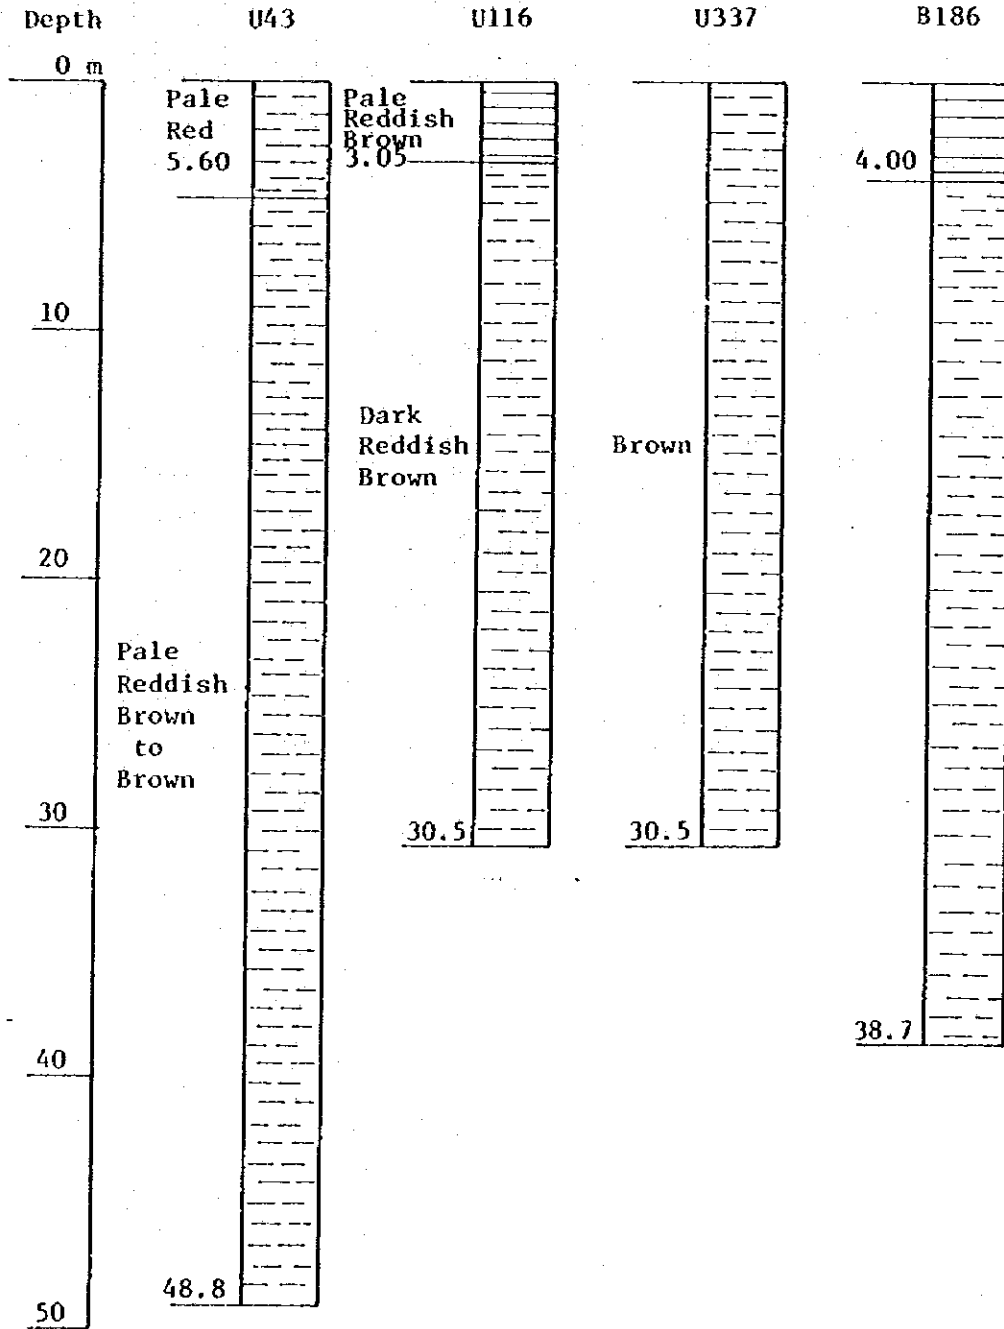 Depth U43 U116 U337 B186
0 m
Pale
Red
5.60
Pale
Reddish
Brown
3.05
4.00
10
Dark
Reddish
Brown
Brown
20
Pale
Reddish
Brown
to
Brown
30
30.5
30.5
38.7
40
48.8
50